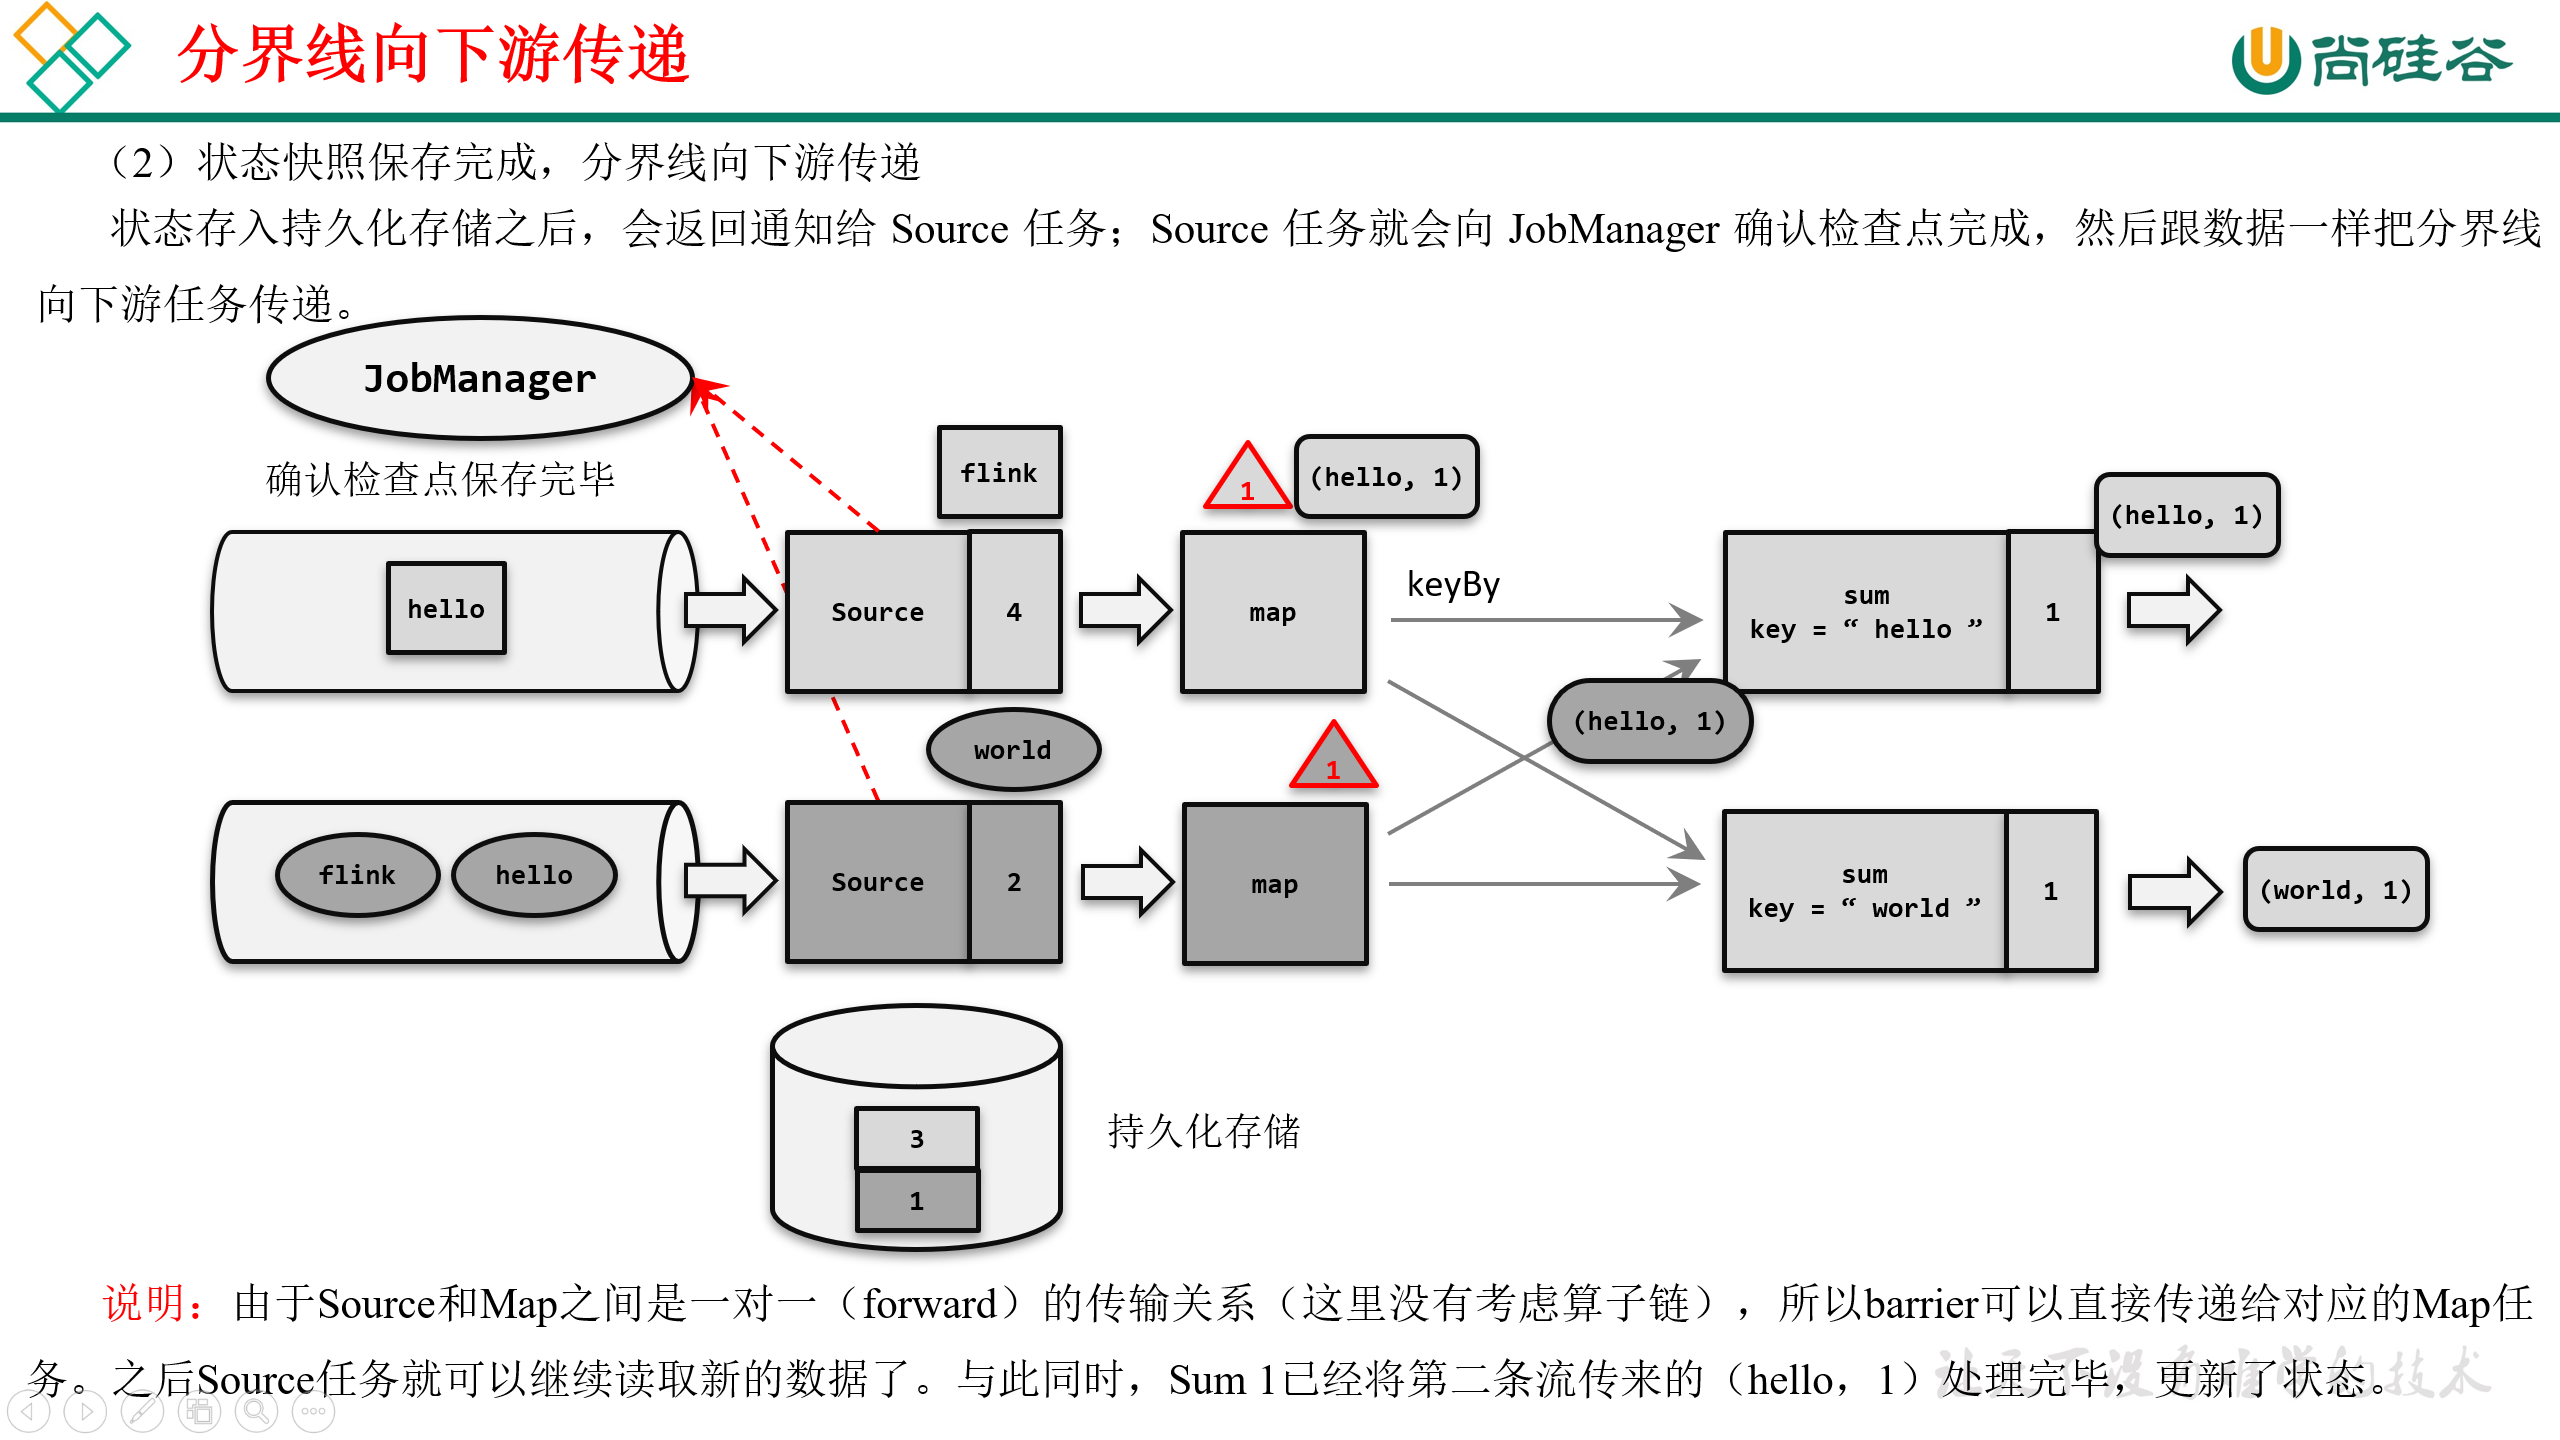 分界线向下游传递
尚硅谷
（2）状态快照保存完成，分界线向下游传递
状态存入持久化存储之后，会返回通知给 Source 任务；Source 任务就会向 JobManager 确认检查点完成，然后跟数据一样把分界线
向下游任务传递。
JobManager
确认检查点保存完毕
flink
1
(hello, 1)
(hello, 1)
hello
Source
4
map
keyBy
sum
key = “ hello ”
1
world
1
(hello, 1)
flink
hello
Source
2
map
sum
key = “ world ”
1
(world, 1)
3
1
持久化存储
说明：由于Source和Map之间是一对一（forward）的传输关系（这里没有考虑算子链），所以barrier可以直接传递给对应的Map任
务。之后Source任务就可以继续读取新的数据了。与此同时，Sum 1已经将第二条流传来的（hello，1）处理完毕，更新了状态。
让天下没有难学的技术